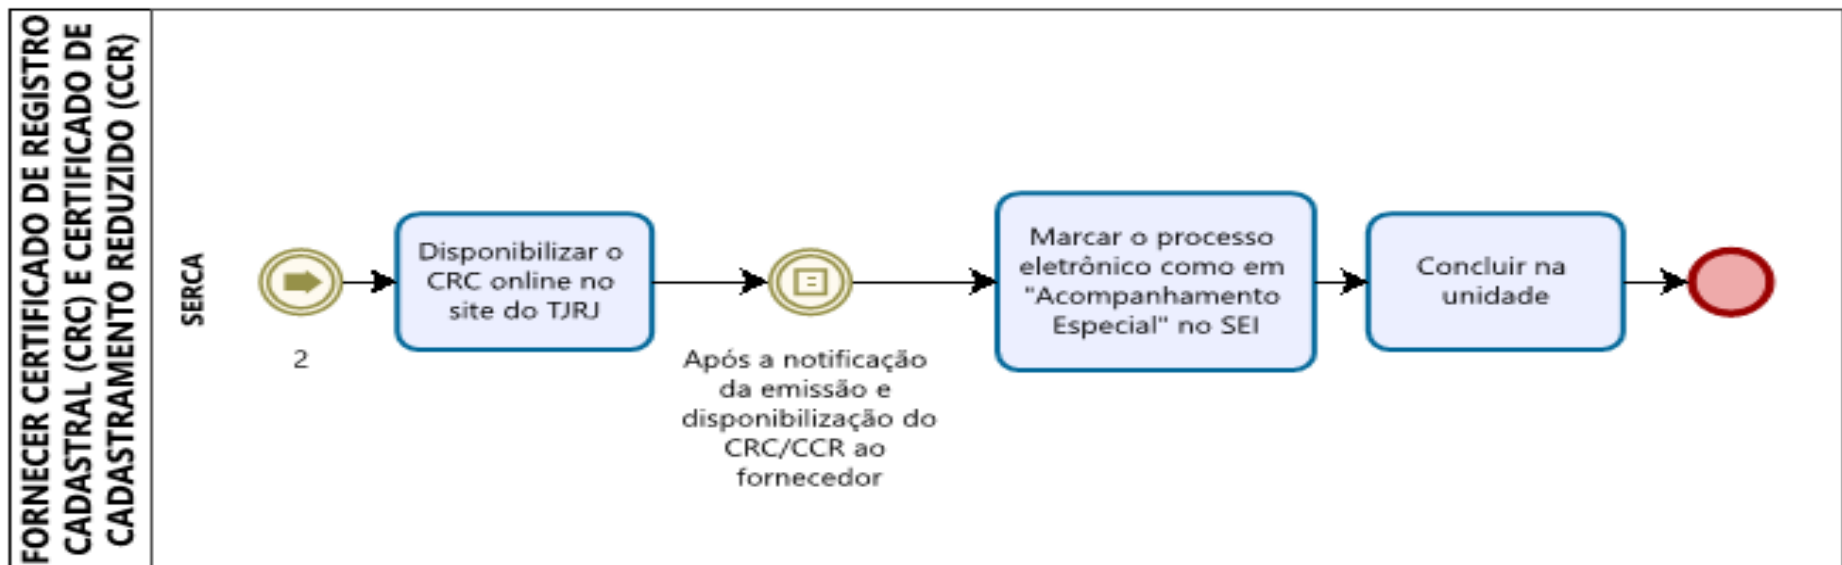 FORNECER CERTIFICADO DE REGISTRO
CADASTRAL (CRC) E CERTIFICADO DE
CADASTRAMENTO REDUZIDO (CCR)
SERCA
2
Disponibilizar o
CRC online no
site do TJRJ
Após a notificação
da emissão e
disponibilização do
CRC/CCR ao
fornecedor
Marcar o processo
eletrônico como em
"Acompanhamento
Especial" no SEI
Concluir na
unidade